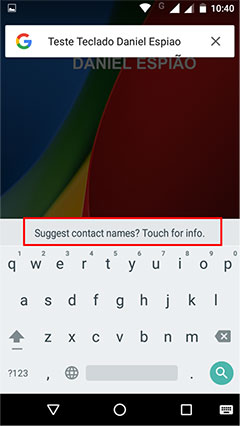 10:40
Teste Teclado Daniel Espiao
DANIEL ESPIÃO
Suggest contact names? Touch for info.
q w e r t y u i o p
a s d f g h j k l
z x c v b n m
?123 , .